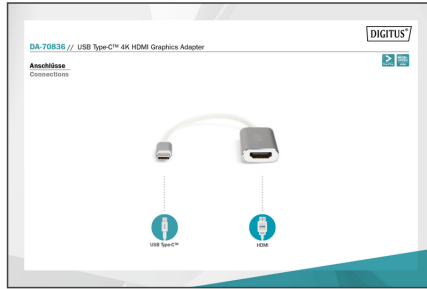 DIGITUS®
DA-70836 // USB Type-C™ 4K HDMI Graphics Adapter
Anschlüsse
Connections
USB Type-C™
HDMI